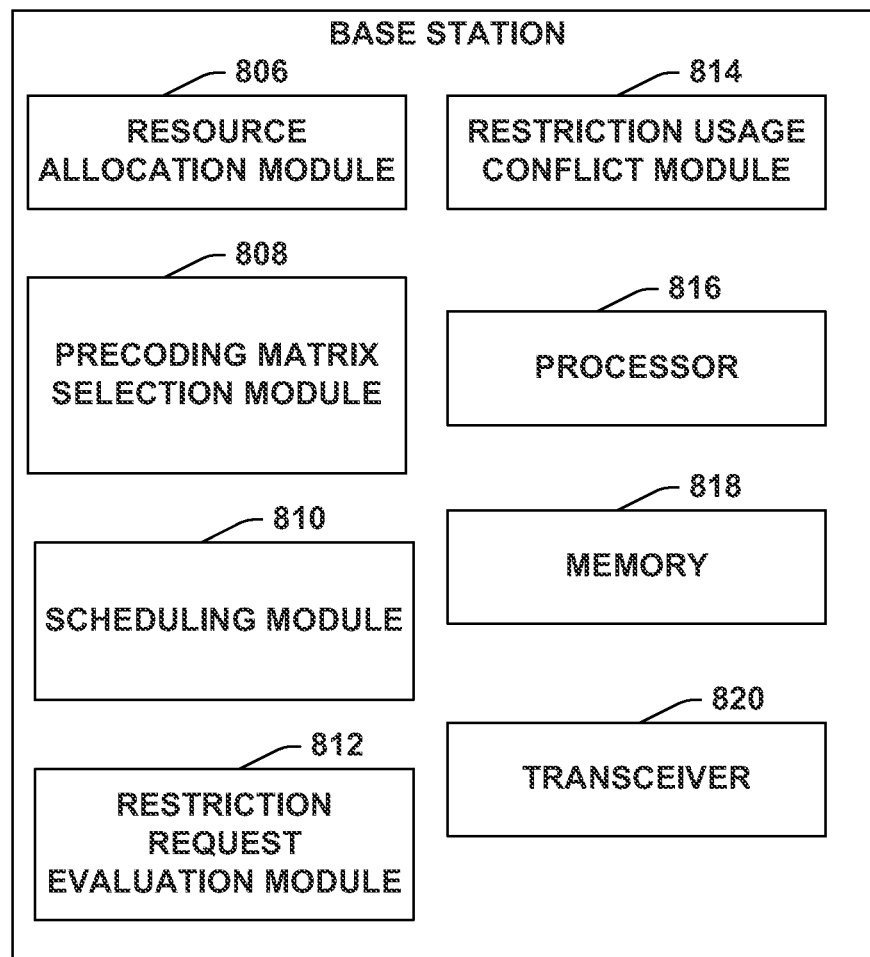 BASE STATION
806
RESOURCE
ALLOCATION MODULE
808
PRECODING MATRIX
SELECTION MODULE
810
SCHEDULING MODULE
812
RESTRICTION
REQUEST
EVALUATION MODULE
814
RESTRICTION USAGE
CONFLICT MODULE
816
PROCESSOR
818
MEMORY
820
TRANSCEIVER